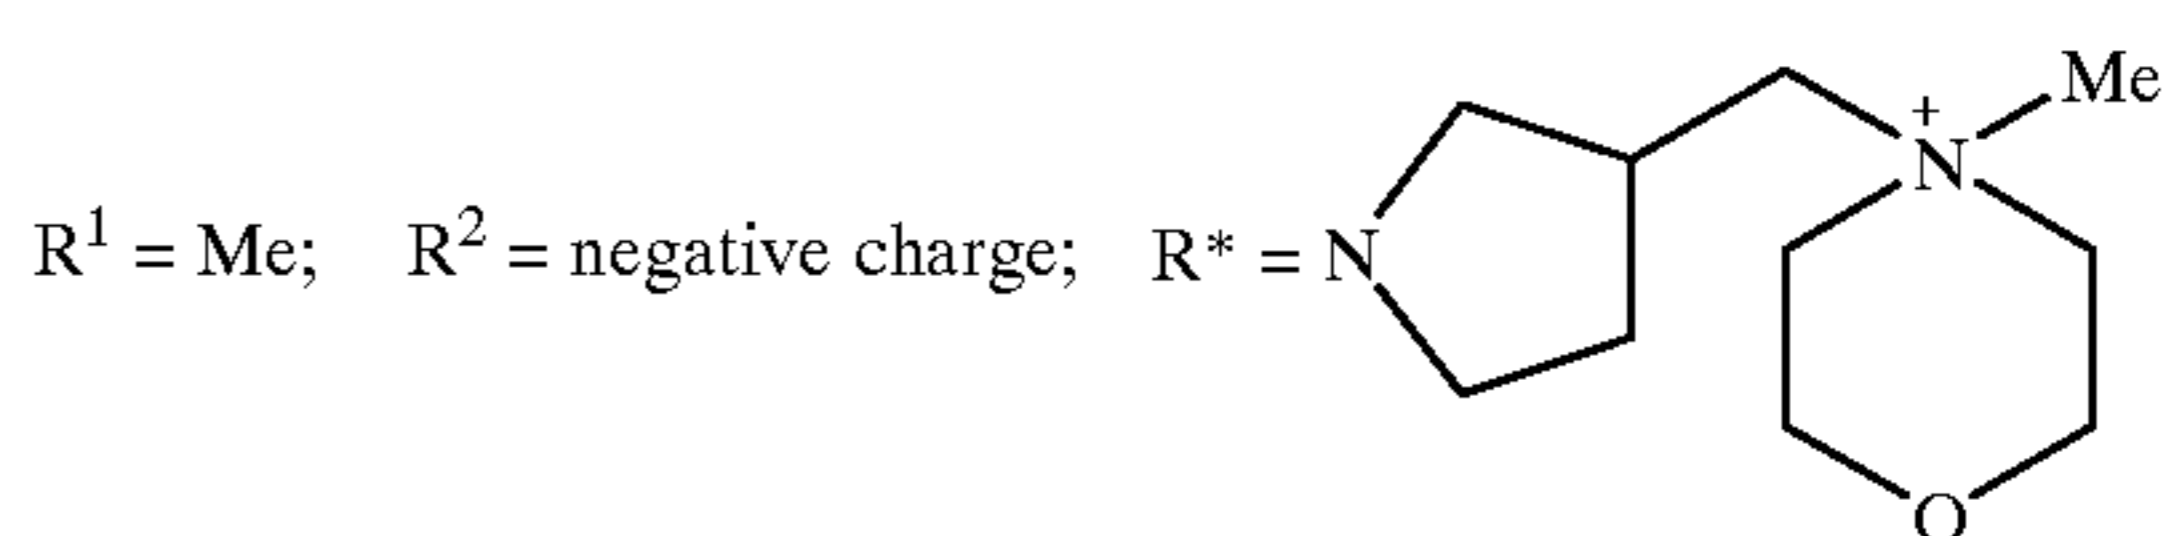 Me
+
N
R¹ = Me; R² = negative charge; R* = N
O